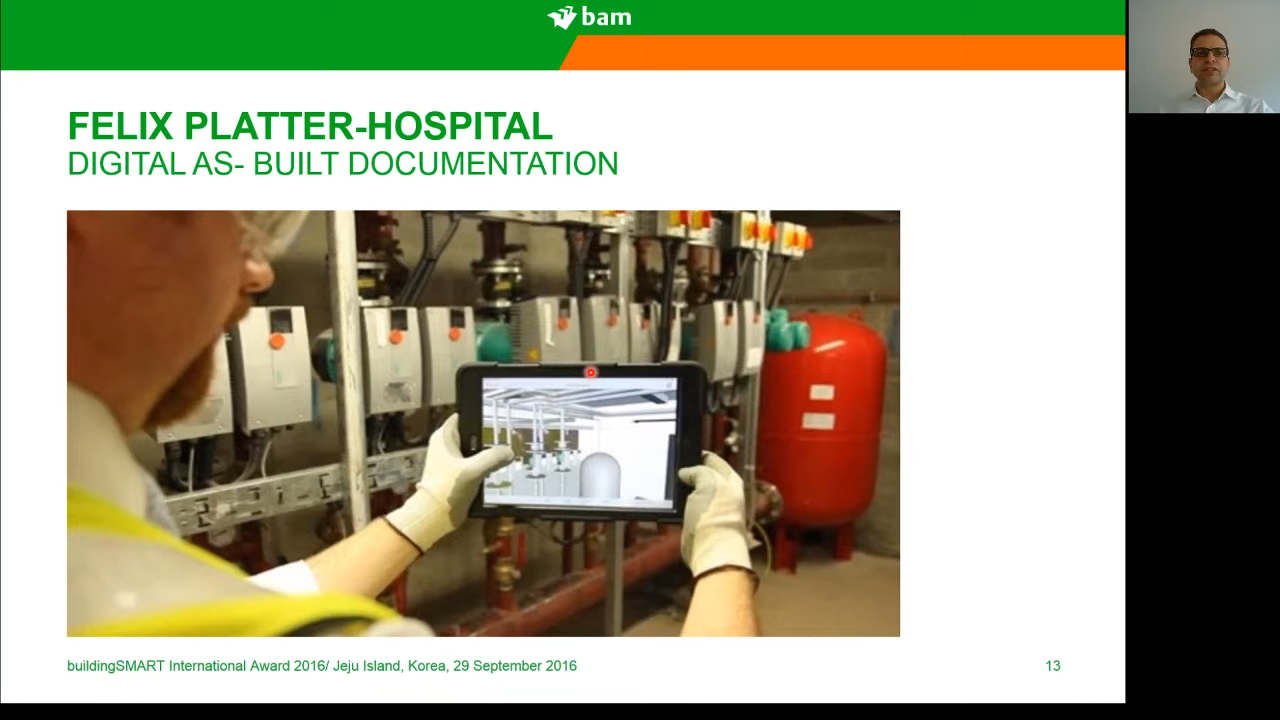 bam
FELIX PLATTER-HOSPITAL
DIGITAL AS- BUILT DOCUMENTATION
buildingSMART International Award 2016/ Jeju Island, Korea, 29 September 2016
13